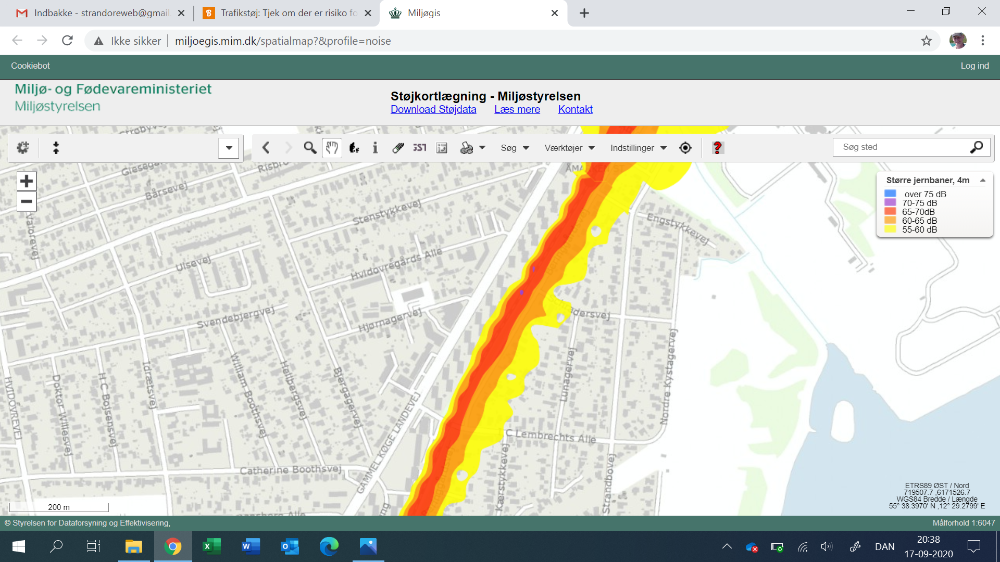 Indbakke - strandoreweb@gmail
Trafikstøj: Tjek om der er risiko fo
Miljøgis
Ikke sikker
miljoegis.mim.dk/spatialmap?&profile=noise
Cookiebot
Log ind
Miljø- og Fødevareministeriet
Miljøstyrelsen
Støjkortlægning - Miljøstyrelsen
Download Støjdata
Læs mere
Kontakt
JST
i
Søg
Værktøjer
Indstillinger
?
Søg sted
Større jernbaner, 4m
over 75 dB
70-75 dB
65-70dB
60-65 dB
55-60 dB
Risbro
Bårsevej
Stenstykkevej
Engstykkevej
Vatorevej
Ulsevej
Hvidovregårds Alle
Svendebjergvej
Hjørnagervej
Schradersvej
HVIDOVREVEJ
Doktor Willesvej
H C Bojsensvej
Idrætsvej
William Boothsvej
Hallbergsvej
Bjergagervej
GAMMEL KØGE LANDEVEJ
Lunagervej
Nordre Kystagervej
C Lembrechts Alle
Catherine Boothsvej
Kærstykkevej
Strandbovej
200 m
ETRS89 ØST / Nord
719507.7 ,6171526.7
WGS84 Bredde / Længde
55° 38.3970' N ,12° 29.2799' E
© Styrelsen for Dataforsyning og Effektivisering,
Målforhold 1:6047
DAN
20:38
17-09-2020